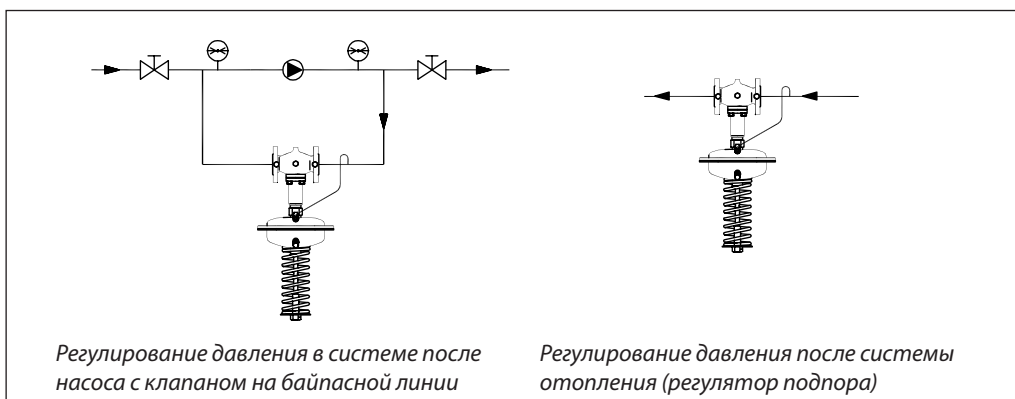 Регулирование давления в системе после
насоса с клапаном на байпасной линии
Регулирование давления после системы
отопления (регулятор подпора)